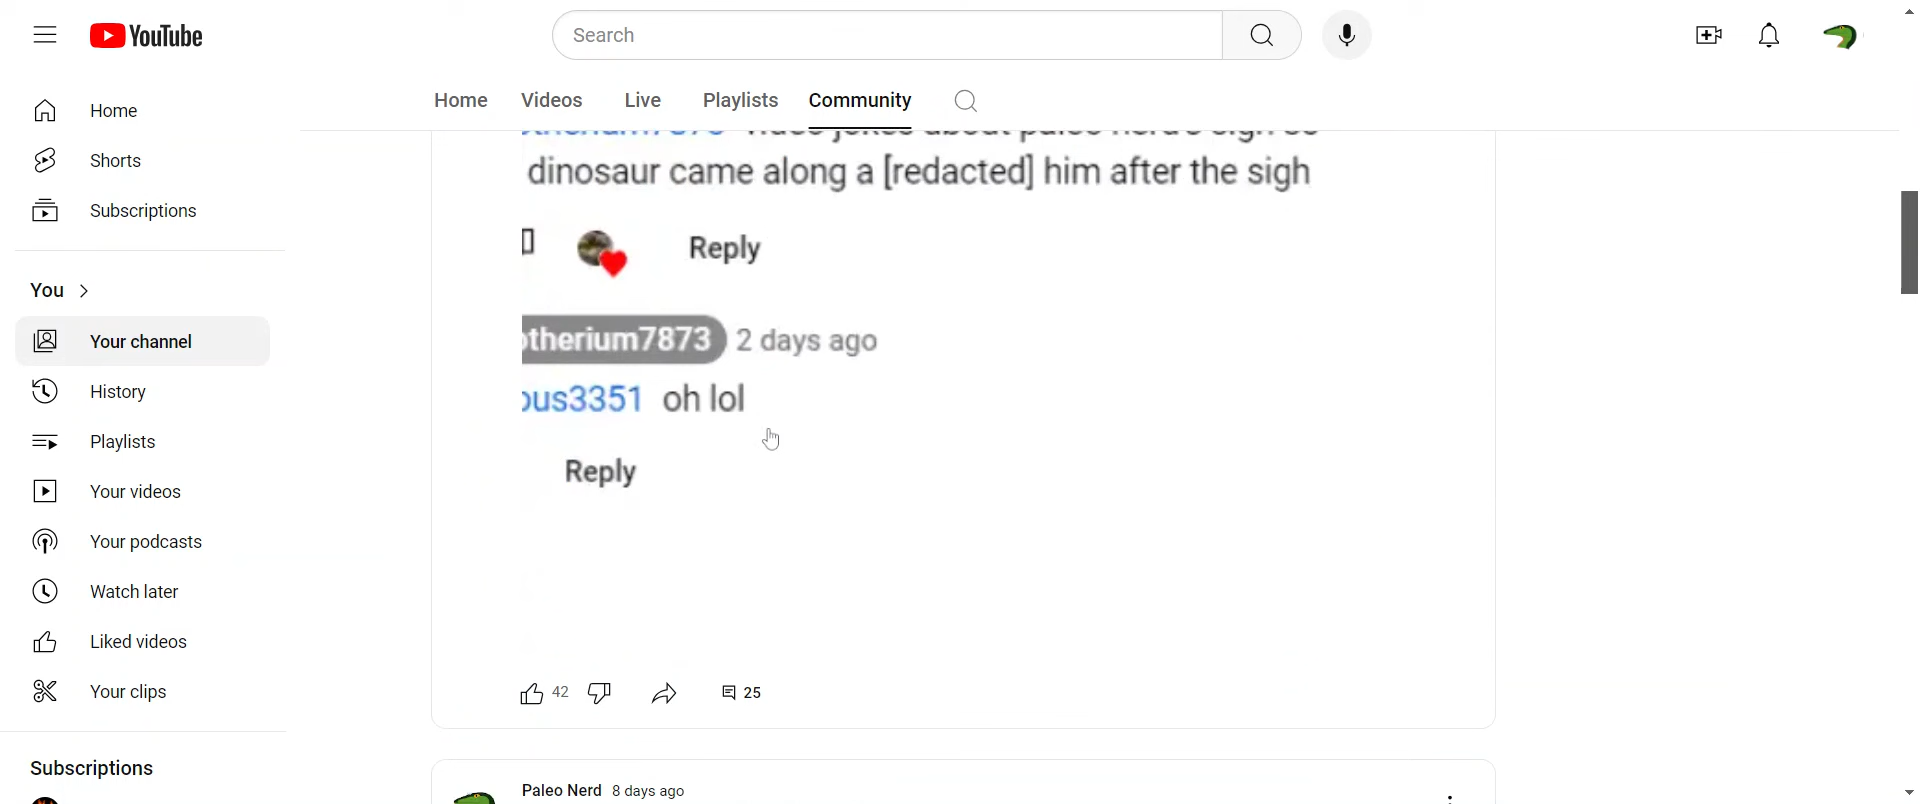 YouTube
Search
Home
Shorts
Subscriptions
You
Your channel
History
Playlists
Your videos
Your podcasts
Watch later
Liked videos
Your clips
Subscriptions
Home Videos Live Playlists Community
dinosaur came along a [redacted] him after the sigh
Reply
otherium7873 2 days ago
ous3351 oh lol
Reply
42 25
Paleo Nerd 8 days ago